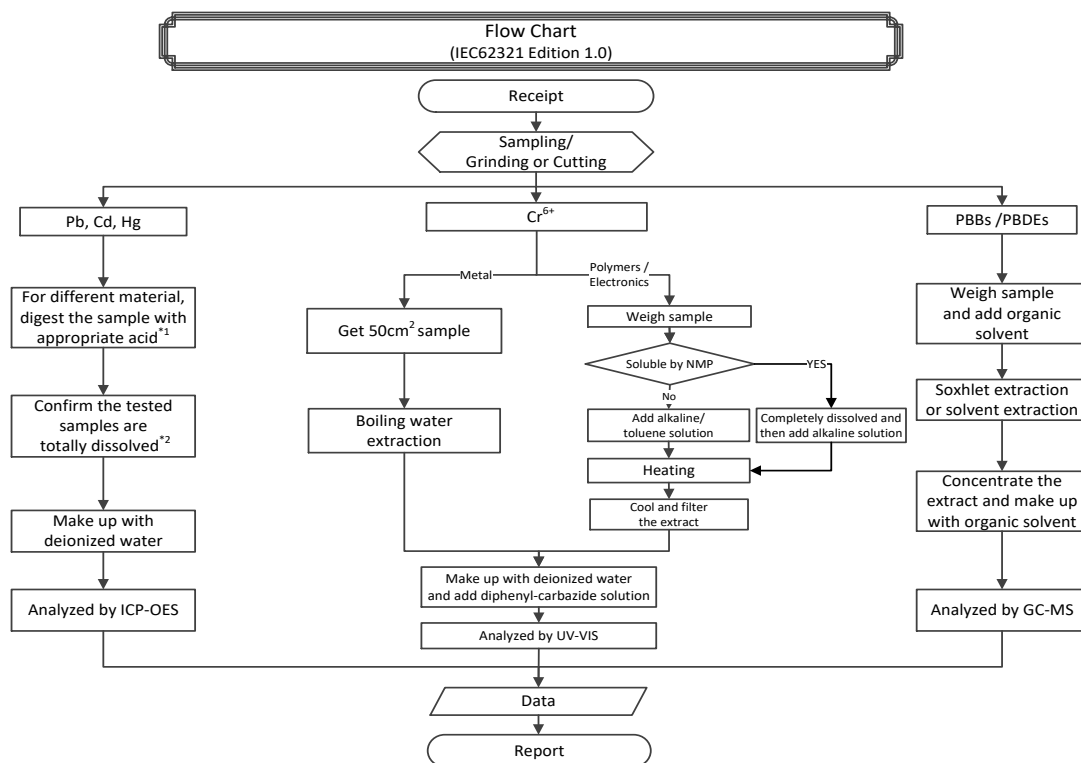 Flow Chart
(IEC62321 Edition 1.0)
Receipt
Sampling/
Grinding or Cutting
Pb, Cd, Hg
Cr⁶⁺
PBBs /PBDEs
Metal
Polymers /
Electronics
For different material,
digest the sample with
appropriate acid*1
Confirm the tested
samples are
totally dissolved*2
Make up with
deionized water
Analyzed by ICP-OES
Get 50cm² sample
Boiling water
extraction
Weigh sample
Soluble by NMP
YES
No
Add alkaline/
toluene solution
Completely dissolved and
then add alkaline solution
Heating
Cool and filter
the extract
Make up with deionized water
and add diphenyl-carbazide solution
Analyzed by UV-VIS
Weigh sample
and add organic
solvent
Soxhlet extraction
or solvent extraction
Concentrate the
extract and make up
with organic solvent
Analyzed by GC-MS
Data
Report